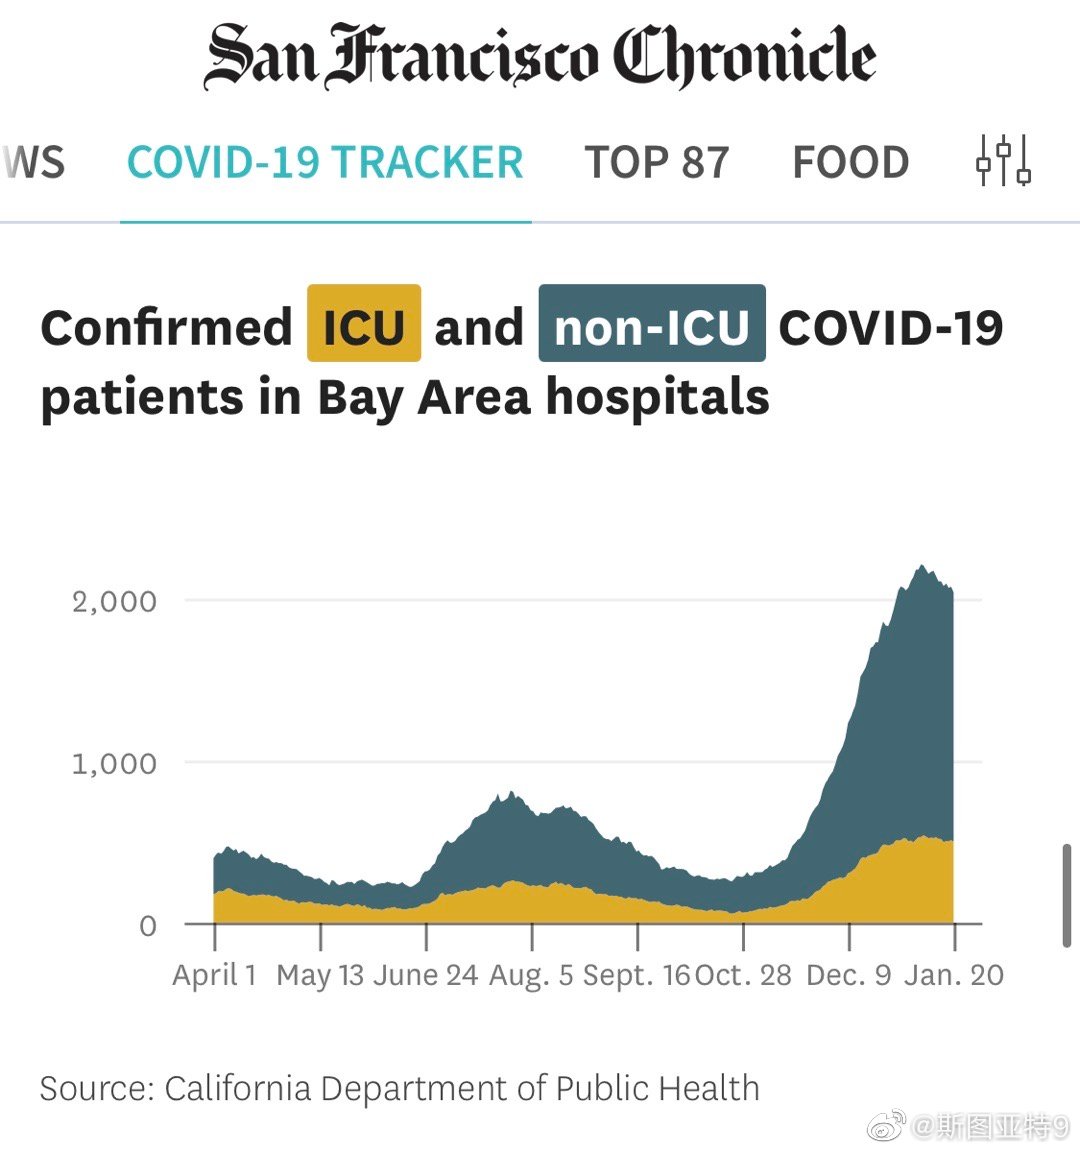 San Francisco Chronicle
WS COVID-19 TRACKER TOP 87 FOOD
Confirmed ICU and non-ICU COVID-19
patients in Bay Area hospitals
2,000
1,000
0
April 1 May 13 June 24 Aug. 5 Sept. 16 Oct. 28 Dec. 9 Jan. 20
Source: California Department of Public Health
@斯图亚特9